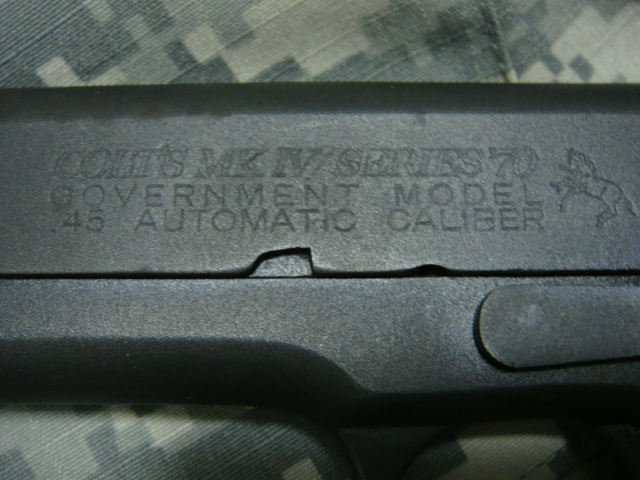 COLT'S MK IV/SERIES'70
GOVERNMENT MODEL
.45 AUTOMATIC CALIBER